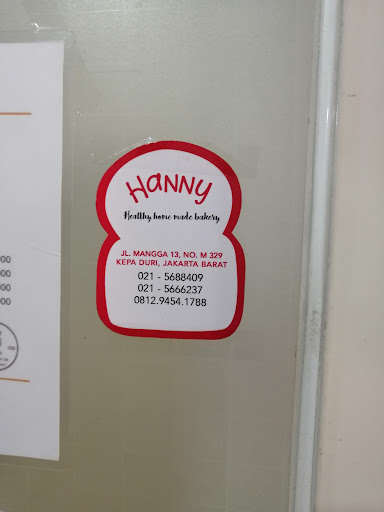 HaNNY
Healthy home made bakery
JL. MANGGA 13, NO. M 329
KEPA DURI, JAKARTA BARAT
021 - 5688409
021 - 5666237
0812.9454.1788